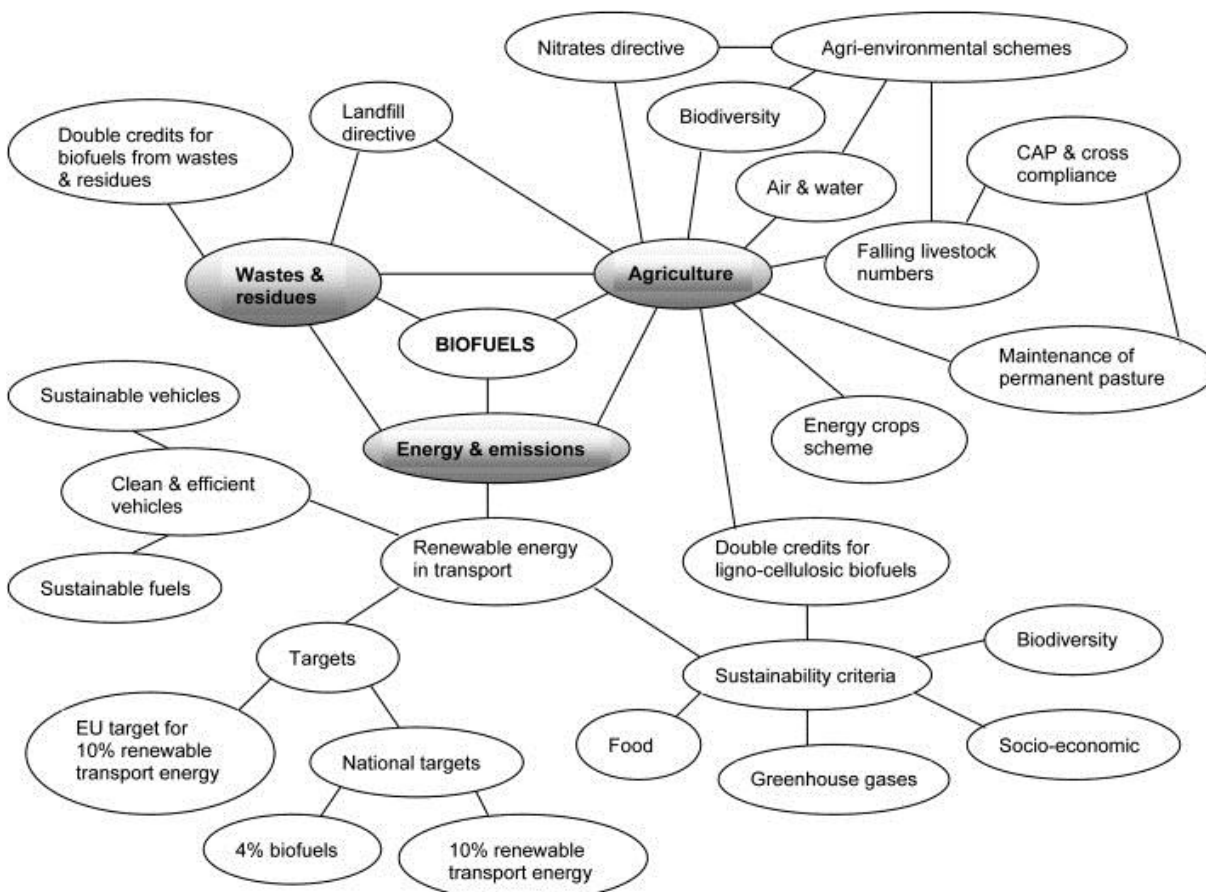 Nitrates directive
Agri-environmental schemes
Landfill
directive
Biodiversity
Double credits for
biofuels from wastes
& residues
CAP & cross
compliance
Air & water
Wastes &
residues
Agriculture
Falling livestock
numbers
BIOFUELS
Maintenance of
permanent pasture
Sustainable vehicles
Energy crops
scheme
Energy & emissions
Clean & efficient
vehicles
Renewable energy
in transport
Double credits for
ligno-cellulosic biofuels
Sustainable fuels
Biodiversity
Targets
Sustainability criteria
EU target for
10% renewable
transport energy
National targets
Food
Socio-economic
Greenhouse gases
4% biofuels
10% renewable
transport energy